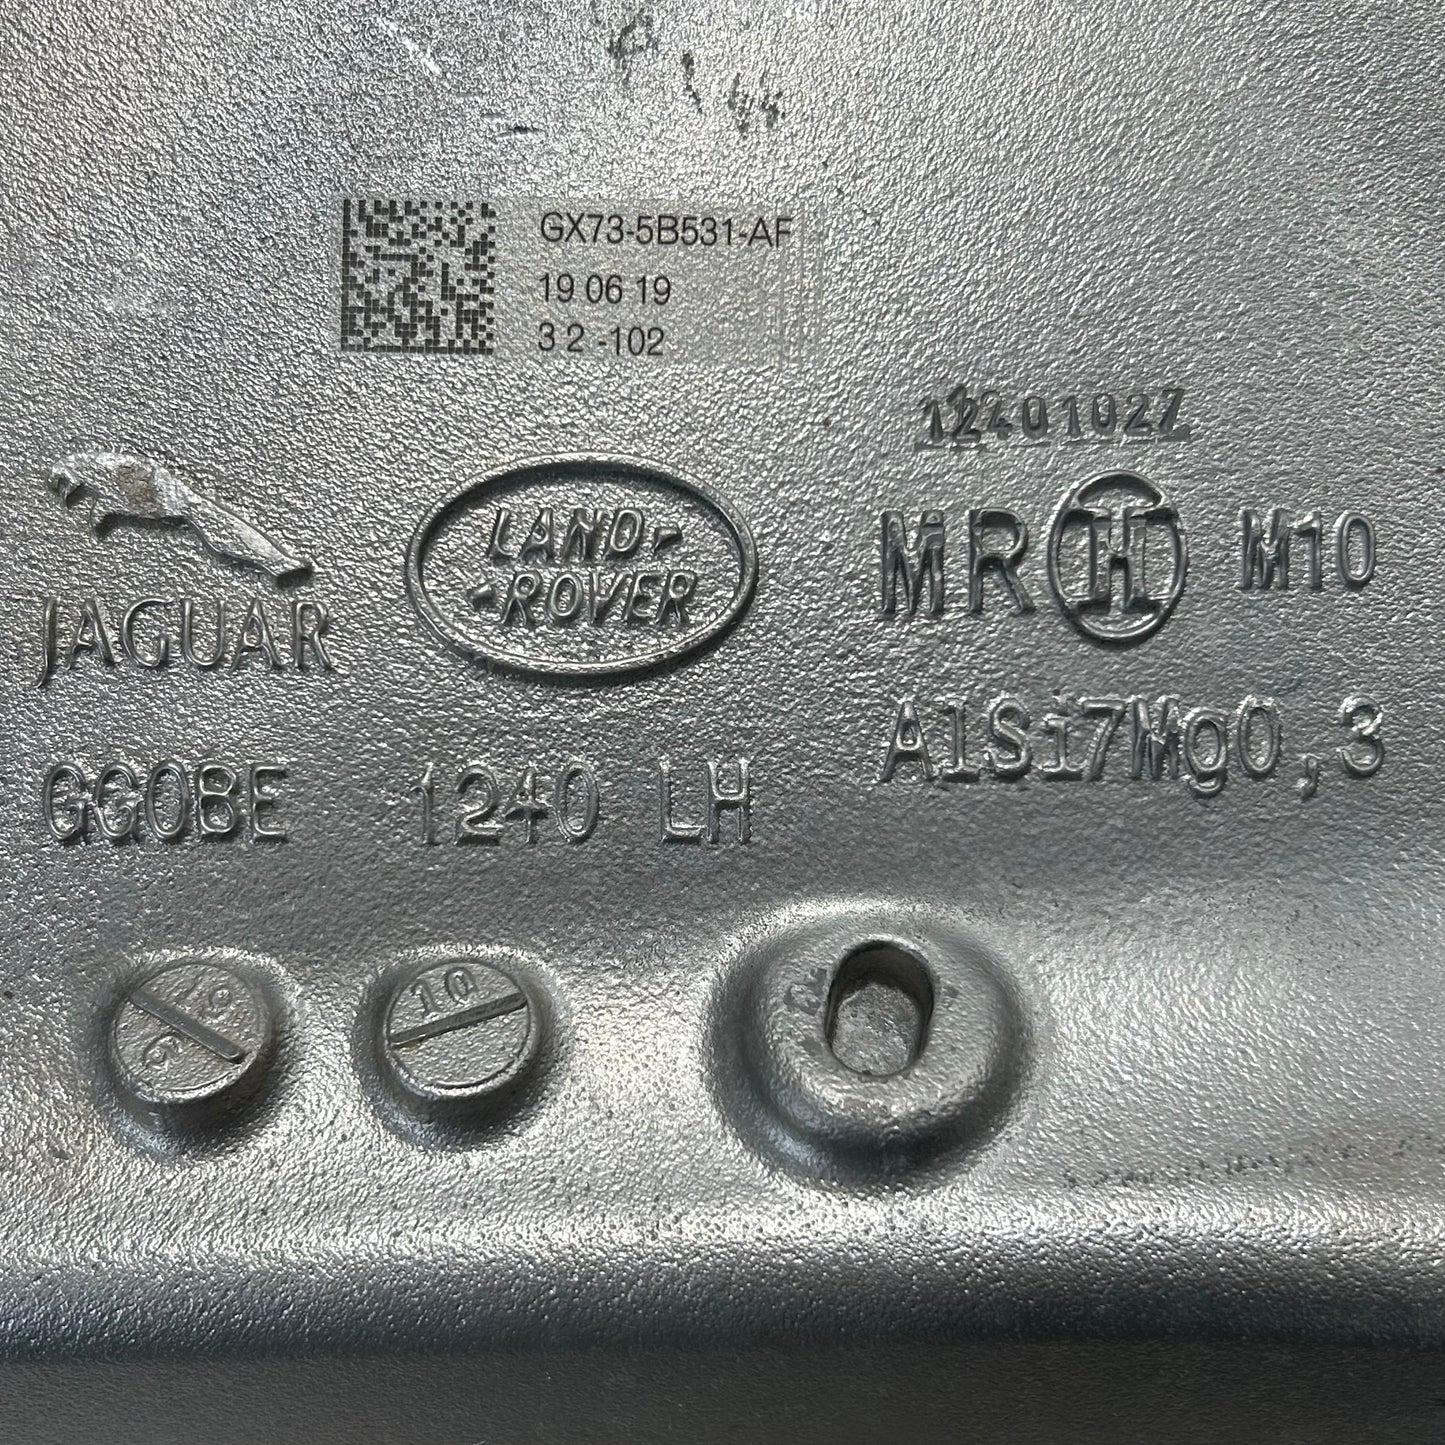 GX73-5B531-AF
19 06 19
3 2 -102
12401027
JAGUAR
LAND
ROVER
MR H M10
AlSi7Mg0,3
GG0BE 1240 LH
10